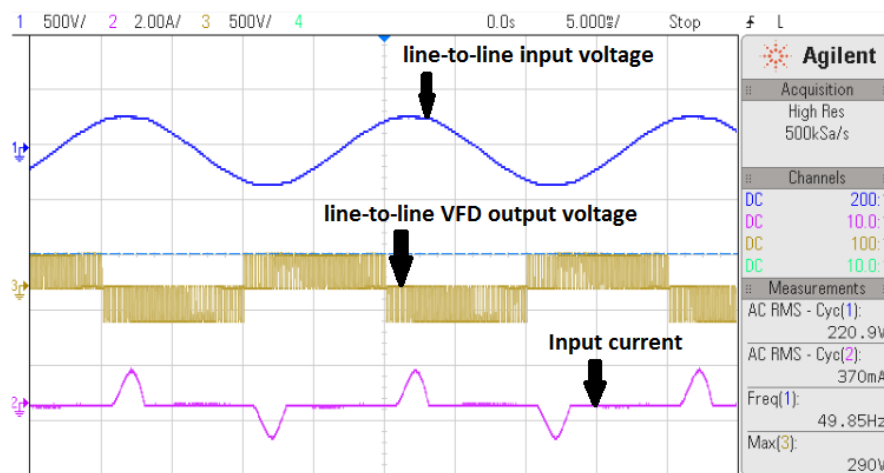 1 500V/ 2 2.00A/ 3 500V/ 4 0.0s 5.000ms/ Stop L
line-to-line input voltage
Agilent
Acquisition
High Res
500kSa/s
1
Channels
DC 200:
DC 10.0:
DC 100:
DC 10.0:
line-to-line VFD output voltage
3
Measurements
AC RMS - Cyc(1):
220.9V
Input current
AC RMS - Cyc(2):
370mA
2
Freq(1):
49.85Hz
Max(3):
290V